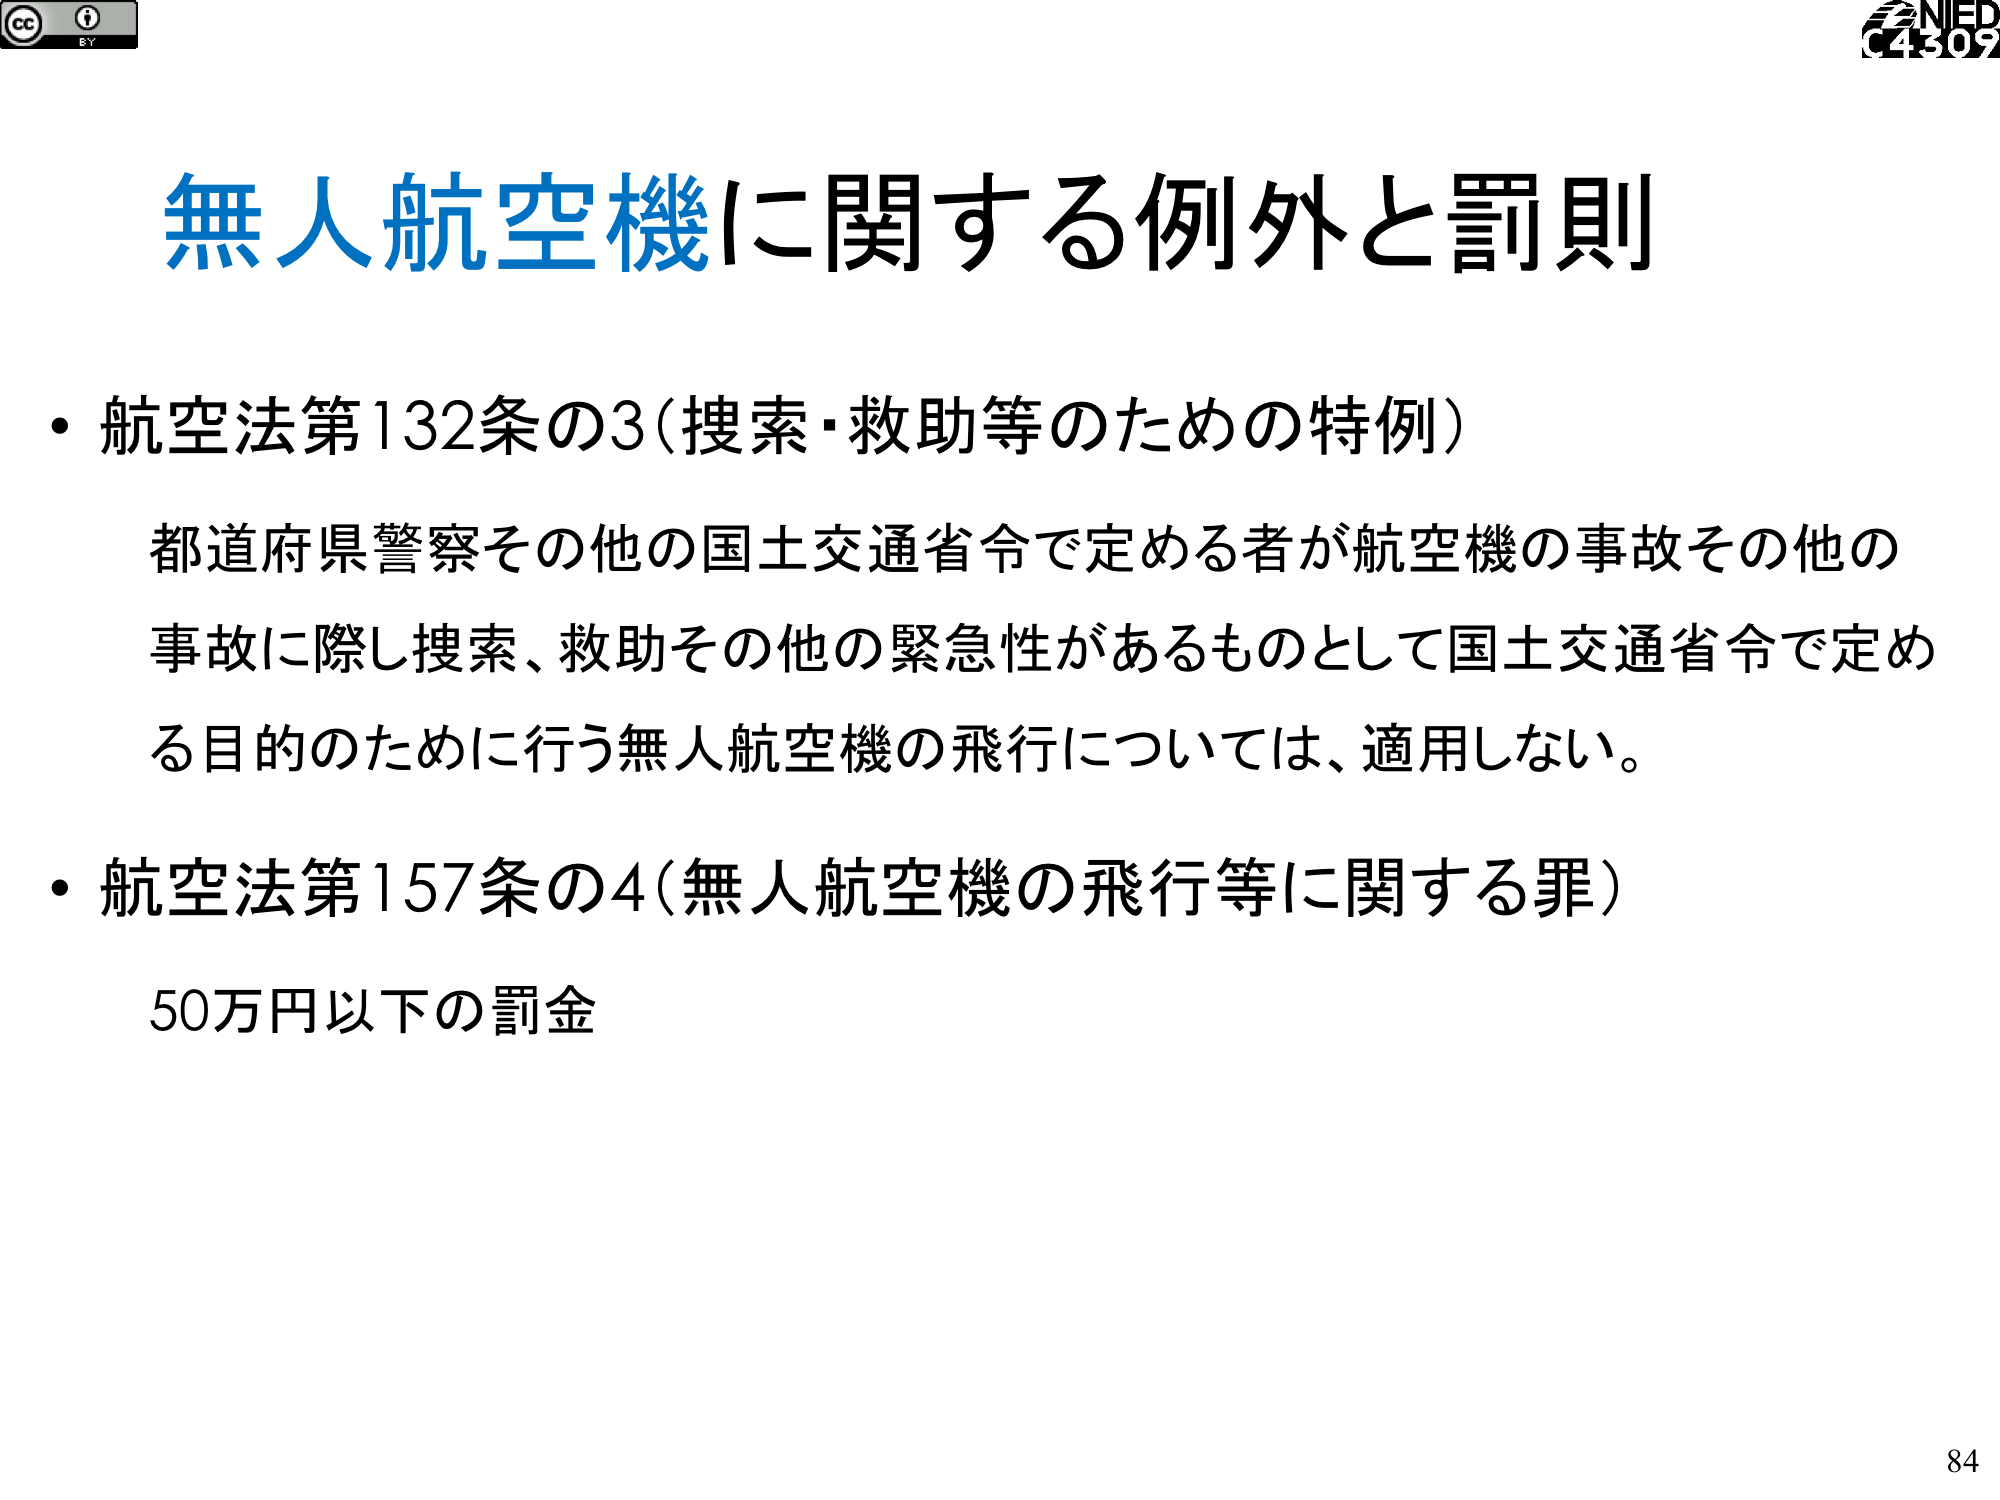 cc
BY
NIED
C4309
無人航空機に関する例外と罰則
• 航空法第132条の3（捜索・救助等のための特例）
都道府県警察その他の国土交通省令で定める者が航空機の事故その他の
事故に際し捜索、救助その他の緊急性があるものとして国土交通省令で定め
る目的のために行う無人航空機の飛行については、適用しない。
• 航空法第157条の4（無人航空機の飛行等に関する罪）
50万円以下の罰金
84